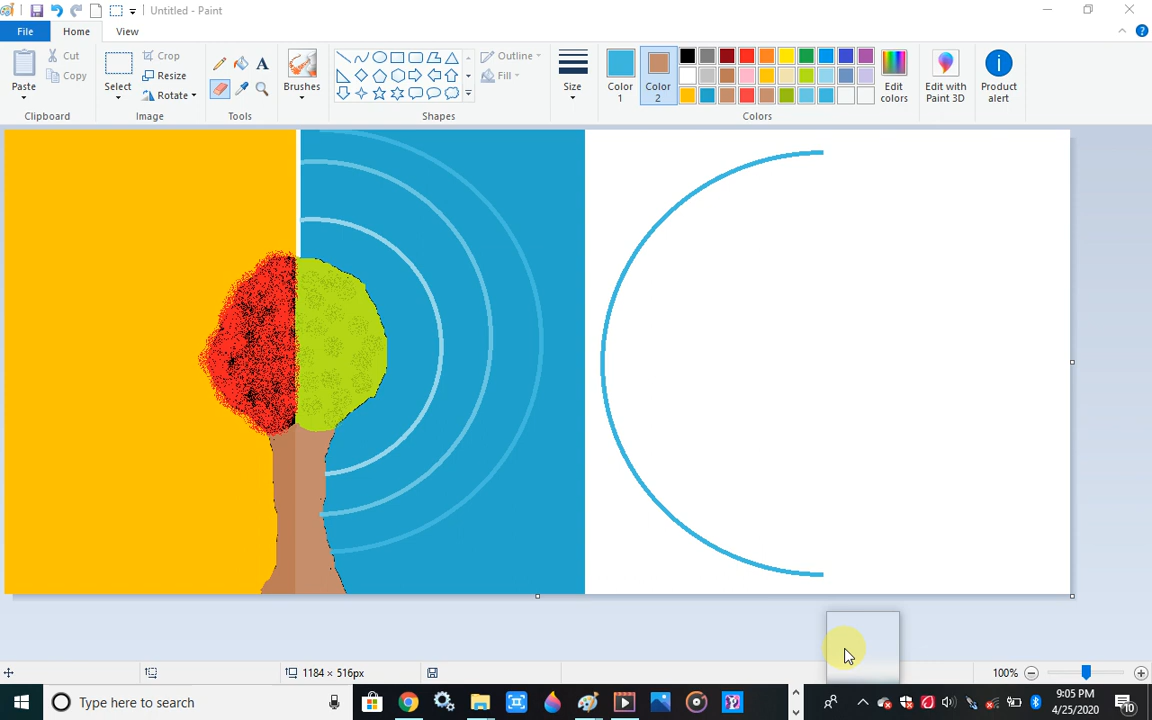 Untitled - Paint
File Home View
Paste
Cut
Copy
Clipboard
Select
Crop
Resize
Rotate
Image
A
Tools
Brushes
Outline
Fill
Shapes
Size
Color 1
Color 2
Colors
Edit colors
Edit with Paint 3D
Product alert
1184 × 516px
100%
Type here to search
9:05 PM
4/25/2020
10